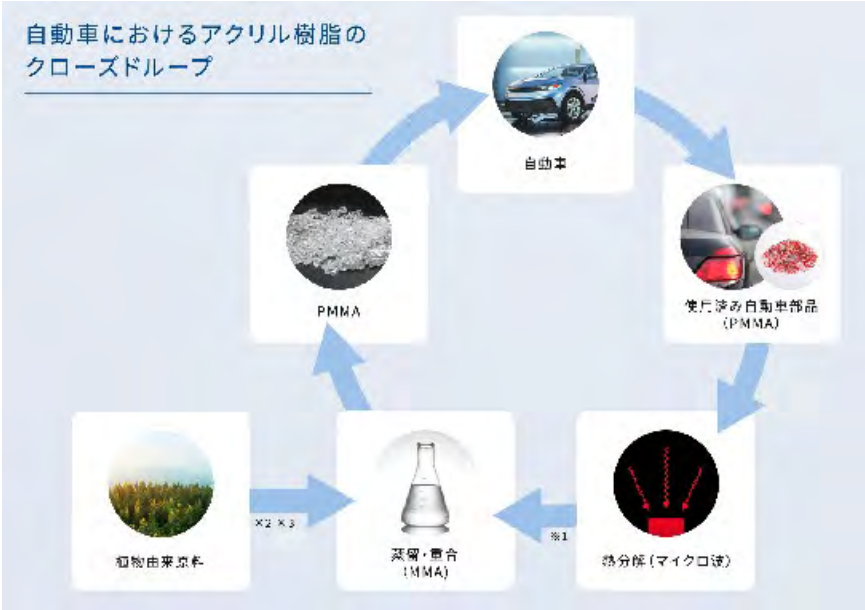 自動車におけるアクリル樹脂の
クローズドループ
自動車
PMMA
使用済み自動車部品
(PMMA)
植物由来原料
※2 ※3
蒸留・重合
(MMA)
※1
熱分解(マイクロ波)